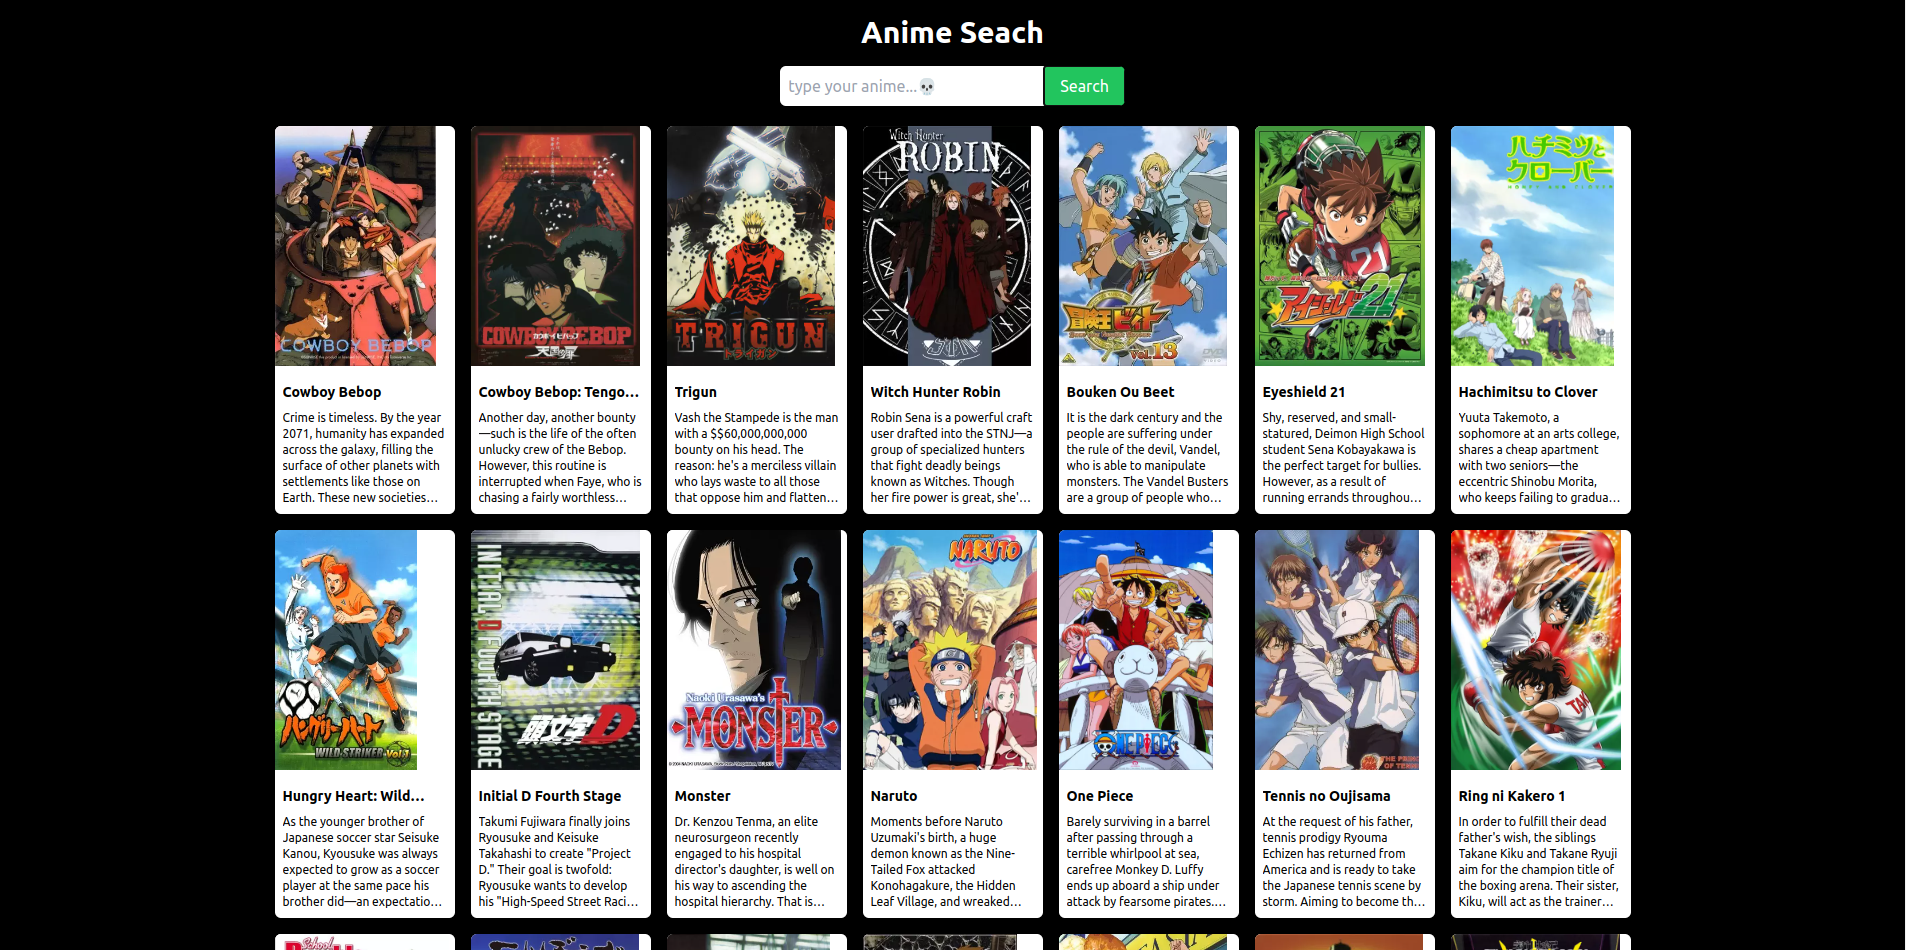 Anime Seach
type your anime...💀
Search
COWBOY BEBOP
COWBOY BEBOP
カウボーイビバップ
天国の扉
TRIGUN
トライガン
Witch Hunter
ROBIN
冒険王ビィト
Vol.13
DVD
アイシールド21
ハチミツと
クローバー
HONEY AND CLOVER
Cowboy Bebop
Crime is timeless. By the year
2071, humanity has expanded
across the galaxy, filling the
surface of other planets with
settlements like those on
Earth. These new societies…
Cowboy Bebop: Tengo…
Another day, another bounty
—such is the life of the often
unlucky crew of the Bebop.
However, this routine is
interrupted when Faye, who is
chasing a fairly worthless…
Trigun
Vash the Stampede is the man
with a $$60,000,000,000
bounty on his head. The
reason: he's a merciless villain
who lays waste to all those
that oppose him and flatten…
Witch Hunter Robin
Robin Sena is a powerful craft
user drafted into the STNJ—a
group of specialized hunters
that fight deadly beings
known as Witches. Though
her fire power is great, she'…
Bouken Ou Beet
It is the dark century and the
people are suffering under
the rule of the devil, Vandel,
who is able to manipulate
monsters. The Vandel Busters
are a group of people who…
Eyeshield 21
Shy, reserved, and small-
statured, Deimon High School
student Sena Kobayakawa is
the perfect target for bullies.
However, as a result of
running errands throughou…
Hachimitsu to Clover
Yuuta Takemoto, a
sophomore at an arts college,
shares a cheap apartment
with two seniors—the
eccentric Shinobu Morita,
who keeps failing to gradua…
ハングリーハート
WILD STRIKER Vol.7
INITIAL D FOURTH STAGE
頭文字D
Naoki Urasawa's
MONSTER
NARUTO
ONE PIECE
THE PRINCE
OF TENNIS
Hungry Heart: Wild…
As the younger brother of
Japanese soccer star Seisuke
Kanou, Kyousuke was always
expected to grow as a soccer
player at the same pace his
brother did—an expectatio…
Initial D Fourth Stage
Takumi Fujiwara finally joins
Ryousuke and Keisuke
Takahashi to create "Project
D." Their goal is twofold:
Ryousuke wants to develop
his "High-Speed Street Raci…
Monster
Dr. Kenzou Tenma, an elite
neurosurgeon recently
engaged to his hospital
director's daughter, is well on
his way to ascending the
hospital hierarchy. That is…
Naruto
Moments before Naruto
Uzumaki's birth, a huge
demon known as the Nine-
Tailed Fox attacked
Konohagakure, the Hidden
Leaf Village, and wreaked…
One Piece
Barely surviving in a barrel
after passing through a
terrible whirlpool at sea,
carefree Monkey D. Luffy
ends up aboard a ship under
attack by fearsome pirates.…
Tennis no Oujisama
At the request of his father,
tennis prodigy Ryouma
Echizen has returned from
America and is ready to take
the Japanese tennis scene by
storm. Aiming to become th…
Ring ni Kakero 1
In order to fulfill their dead
father's wish, the siblings
Takane Kiku and Takane Ryuji
aim for the champion title of
the boxing arena. Their sister,
Kiku, will act as the trainer…
School